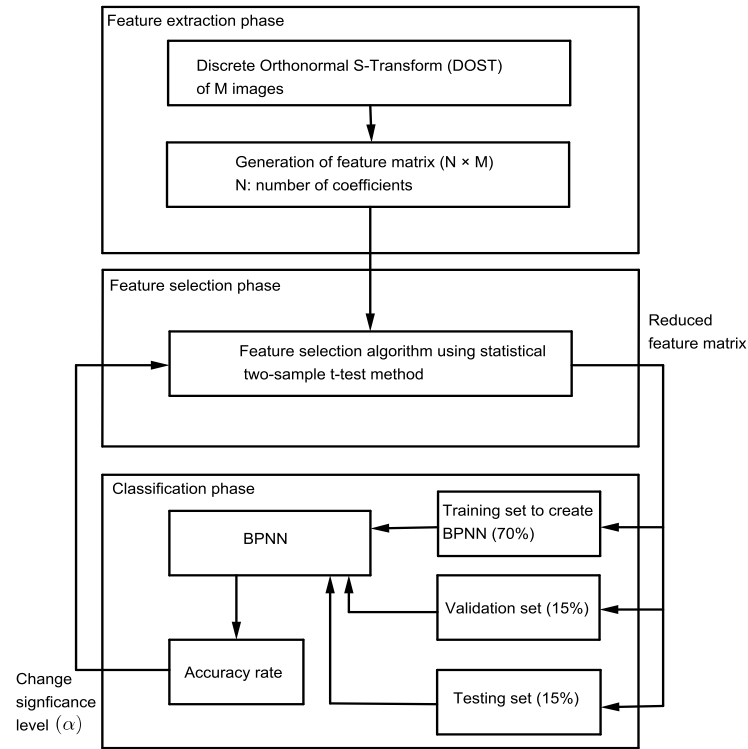 Feature extraction phase
Discrete Orthonormal S-Transform (DOST)
of M images
Generation of feature matrix (N × M)
N: number of coefficients
Feature selection phase
Feature selection algorithm using statistical
two-sample t-test method
Reduced
feature matrix
Classification phase
BPNN
Training set to create
BPNN (70%)
Validation set (15%)
Accuracy rate
Testing set (15%)
Change
signficance
level (α)